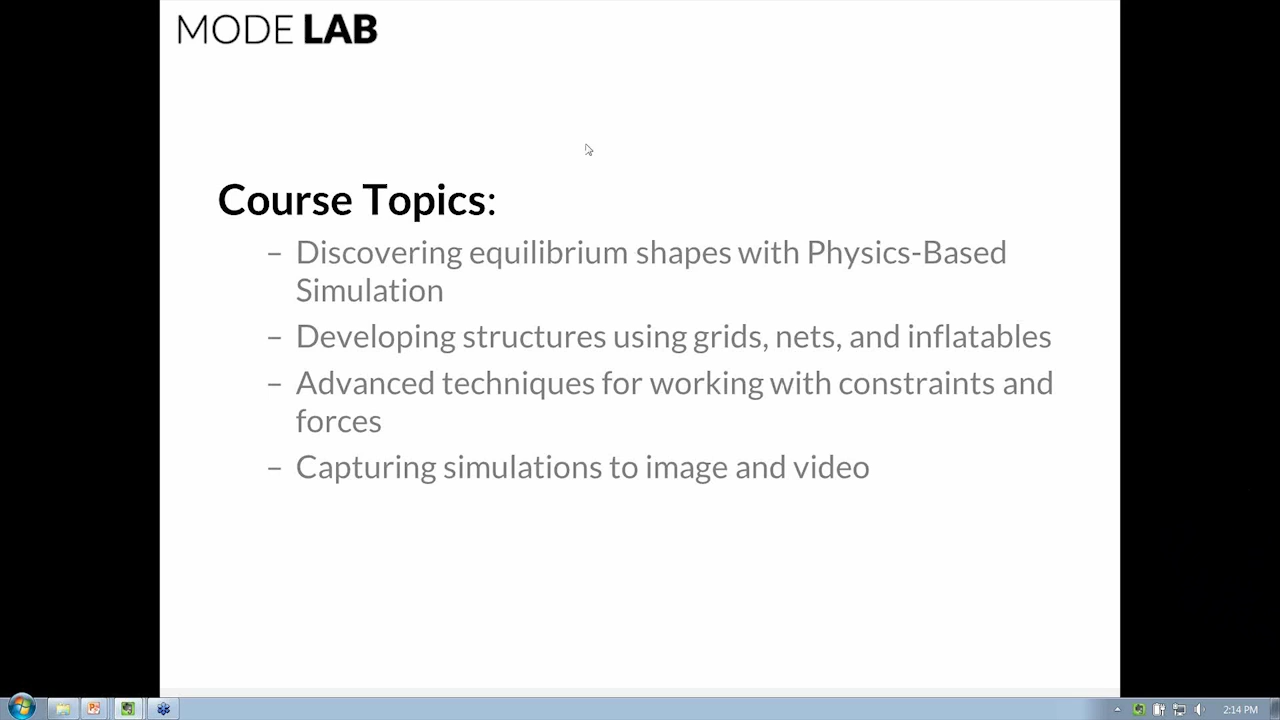 MODE LAB
Course Topics:
– Discovering equilibrium shapes with Physics-Based
Simulation
– Developing structures using grids, nets, and inflatables
– Advanced techniques for working with constraints and
forces
– Capturing simulations to image and video
2:14 PM